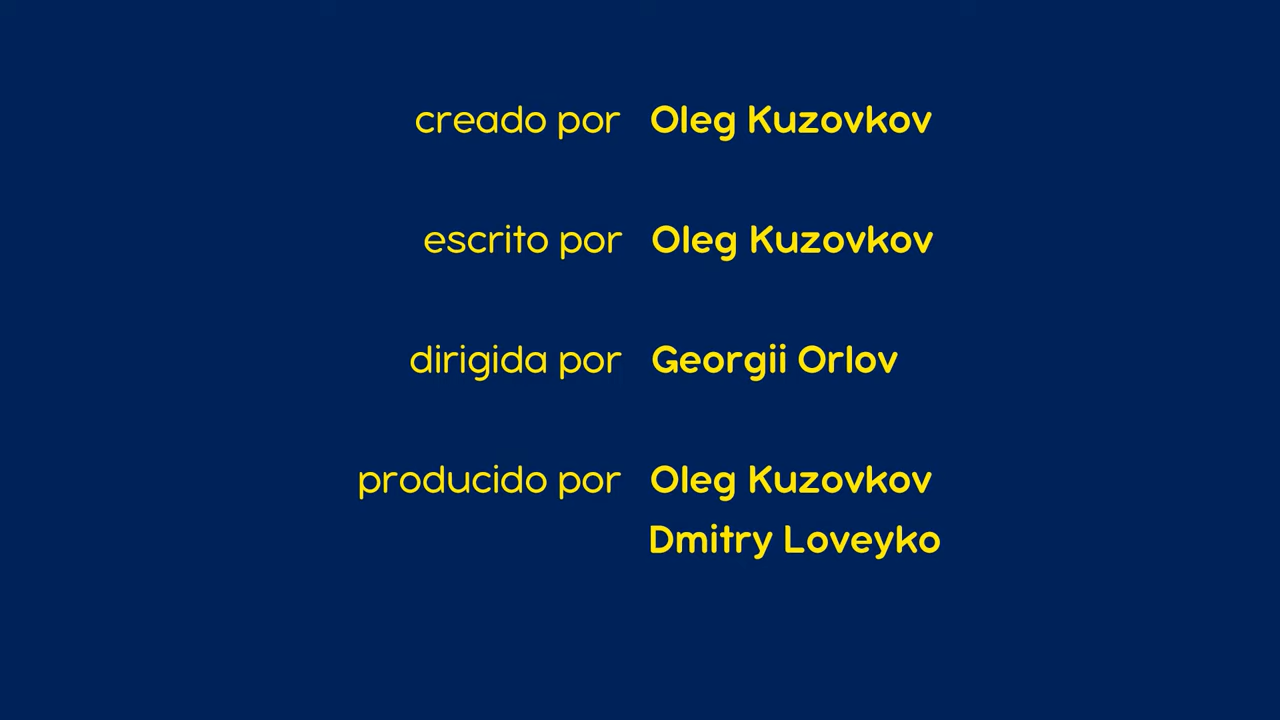 creado por Oleg Kuzovkov
escrito por Oleg Kuzovkov
dirigida por Georgii Orlov
producido por Oleg Kuzovkov
Dmitry Loveyko